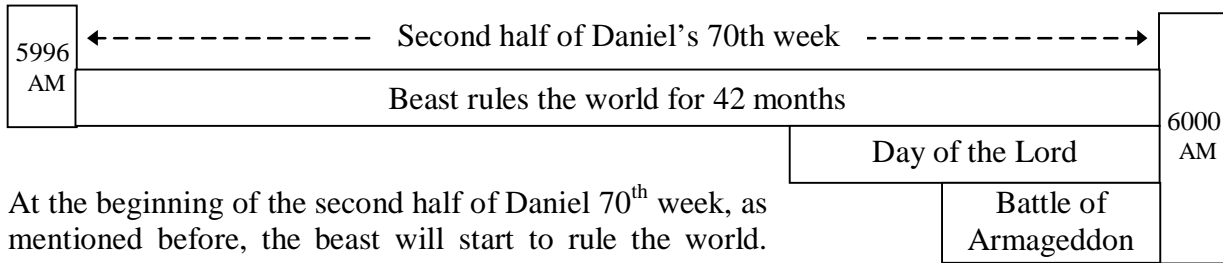 Second half of Daniel's 70th week
5996
AM
Beast rules the world for 42 months
6000
AM
Day of the Lord
Battle of
Armageddon
At the beginning of the second half of Daniel 70th week, as
mentioned before, the beast will start to rule the world.